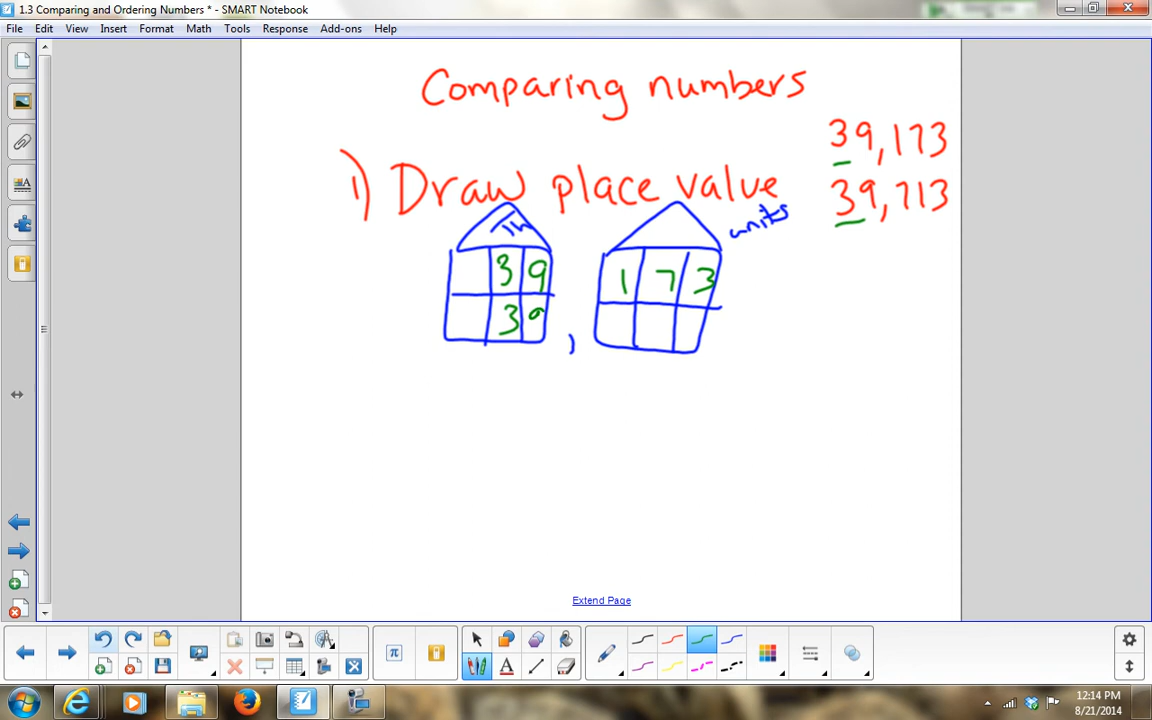 1.3 Comparing and Ordering Numbers * - SMART Notebook
File Edit View Insert Format Math Tools Response Add-ons Help
Comparing numbers
39,173
1) Draw place value
39,713
th units
3 9 1 7 3
3 9 ,
Extend Page
12:14 PM
8/21/2014